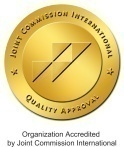 JOINT COMMISSION INTERNATIONAL
QUALITY APPROVAL
Organization Accredited
by Joint Commission International